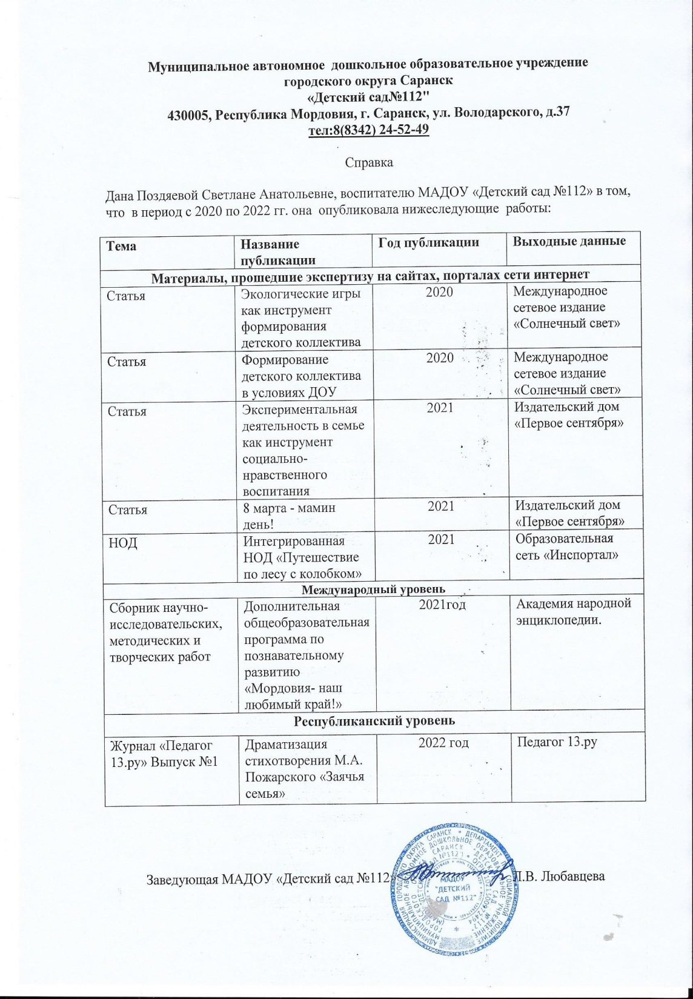 Муниципальное автономное дошкольное образовательное учреждение
городского округа Саранск
«Детский сад№112"
430005, Республика Мордовия, г. Саранск, ул. Володарского, д.37
тел:8(8342) 24-52-49
Справка
Дана Поздяевой Светлане Анатольевне, воспитателю МАДОУ «Детский сад №112» в том,
что в период с 2020 по 2022 гг. она опубликовала нижеследующие работы:
Тема
Название
публикации
Год публикации
Выходные данные
Материалы, прошедшие экспертизу на сайтах, порталах сети интернет
Статья
Экологические игры
как инструмент
формирования
детского коллектива
2020
Международное
сетевое издание
«Солнечный свет»
Статья
Формирование
детского коллектива
в условиях ДОУ
2020
Международное
сетевое издание
«Солнечный свет»
Статья
Экспериментальная
деятельность в семье
как инструмент
социально-
нравственного
воспитания
2021
Издательский дом
«Первое сентября»
Статья
8 марта - мамин
день!
2021
Издательский дом
«Первое сентября»
НОД
Интегрированная
НОД «Путешествие
по лесу с колобком»
2021
Образовательная
сеть «Инспортал»
Международный уровень
Сборник научно-
исследовательских,
методических и
творческих работ
Дополнительная
общеобразовательная
программа по
познавательному
развитию
«Мордовия- наш
любимый край!»
2021год
Академия народной
энциклопедии.
Республиканский уровень
Журнал «Педагог
13.ру» Выпуск №1
Драматизация
стихотворения М.А.
Пожарского «Заячья
семья»
2022 год
Педагог 13.ру
Заведующая МАДОУ «Детский сад №112» Л.В. Любавцева
МАДОУ
"ДЕТСКИЙ
САД №112"